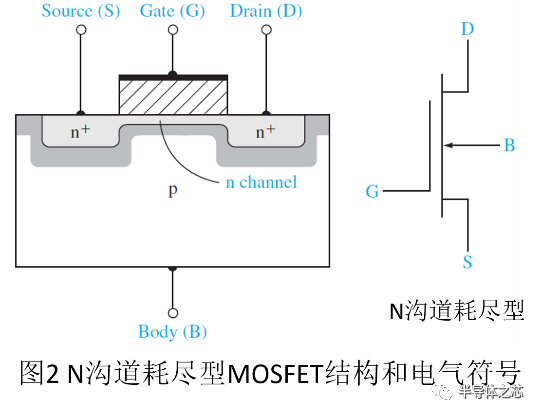 Source (S) Gate (G) Drain (D)
D
n+ n+
B
n channel
p
G
S
Body (B)
N沟道耗尽型
图2 N沟道耗尽型MOSFET结构和电气符号
半导体之芯